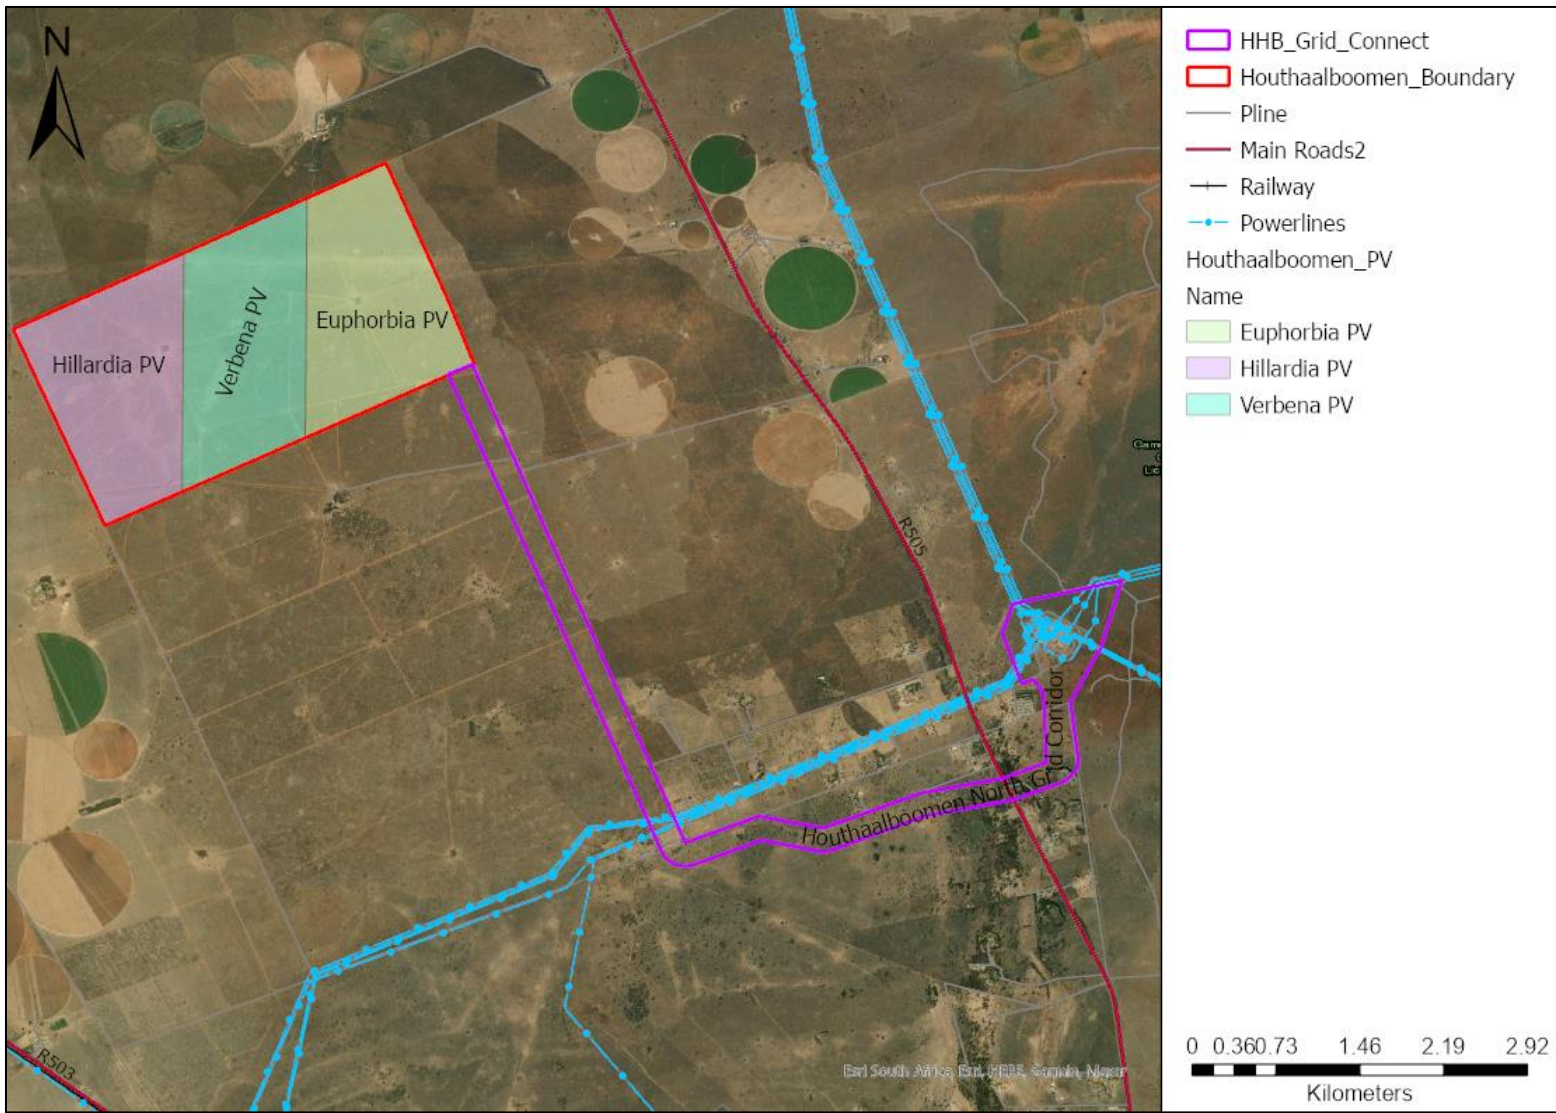 N
Hillardia PV
Verbena PV
Euphorbia PV
R505
Houthaalboomen North Grid Corridor
R503
Esri South Africa, Esri, HERE, Garmin, Maxar
HHB_Grid_Connect
Houthaalboomen_Boundary
Pline
Main Roads2
Railway
Powerlines
Houthaalboomen_PV
Name
Euphorbia PV
Hillardia PV
Verbena PV
0 0.360.73 1.46 2.19 2.92
Kilometers